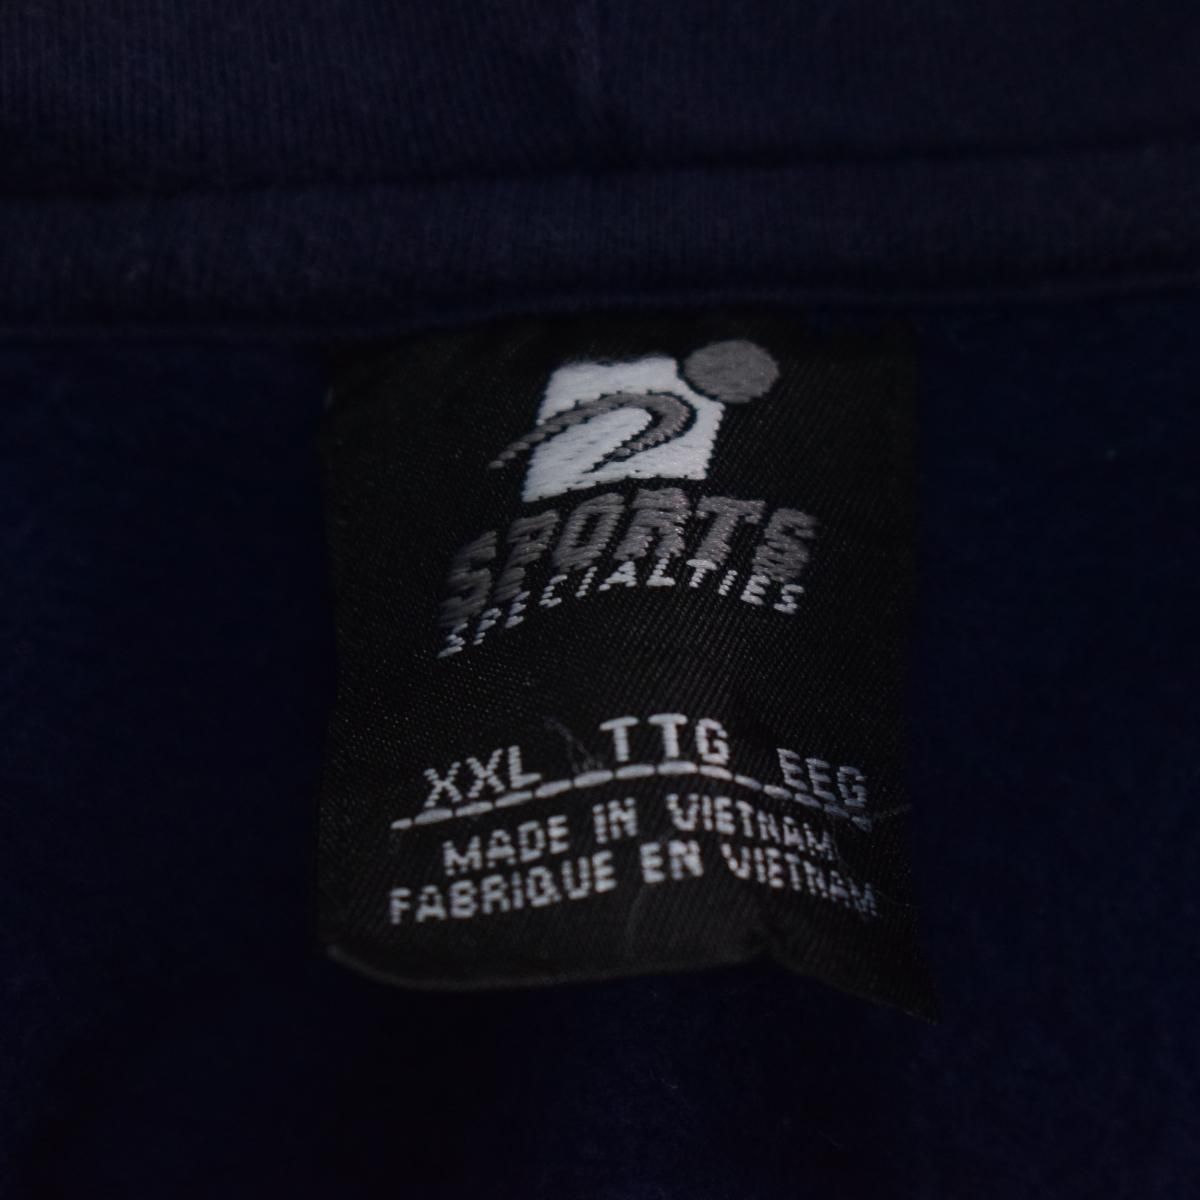 SPORTS
SPECIALTIES
XXL TTG EEG
MADE IN VIETNAM
FABRIQUE EN VIETNAM